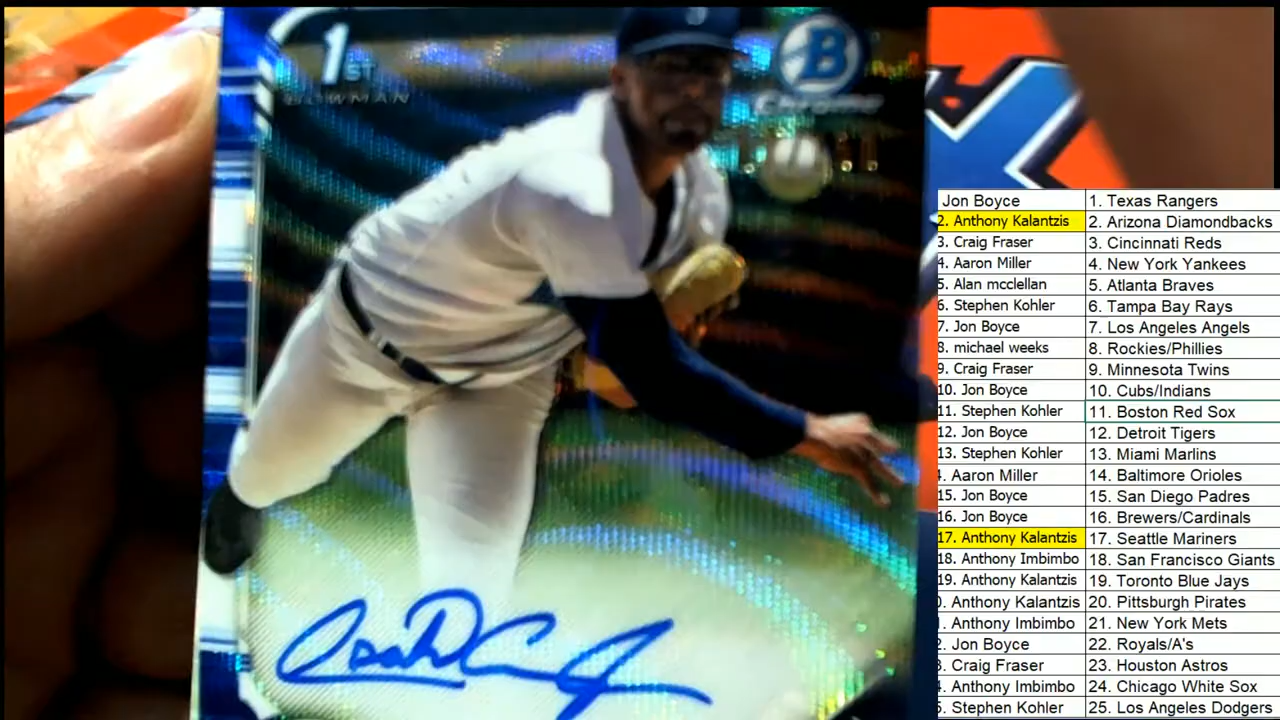 1ST
BOWMAN
B
Chrome
Jon Boyce 1. Texas Rangers
2. Anthony Kalantzis 2. Arizona Diamondbacks
3. Craig Fraser 3. Cincinnati Reds
4. Aaron Miller 4. New York Yankees
5. Alan mcclellan 5. Atlanta Braves
6. Stephen Kohler 6. Tampa Bay Rays
7. Jon Boyce 7. Los Angeles Angels
8. michael weeks 8. Rockies/Phillies
9. Craig Fraser 9. Minnesota Twins
10. Jon Boyce 10. Cubs/Indians
11. Stephen Kohler 11. Boston Red Sox
12. Jon Boyce 12. Detroit Tigers
13. Stephen Kohler 13. Miami Marlins
4. Aaron Miller 14. Baltimore Orioles
15. Jon Boyce 15. San Diego Padres
16. Jon Boyce 16. Brewers/Cardinals
17. Anthony Kalantzis 17. Seattle Mariners
18. Anthony Imbimbo 18. San Francisco Giants
19. Anthony Kalantzis 19. Toronto Blue Jays
0. Anthony Kalantzis 20. Pittsburgh Pirates
1. Anthony Imbimbo 21. New York Mets
2. Jon Boyce 22. Royals/A's
3. Craig Fraser 23. Houston Astros
4. Anthony Imbimbo 24. Chicago White Sox
5. Stephen Kohler 25. Los Angeles Dodgers